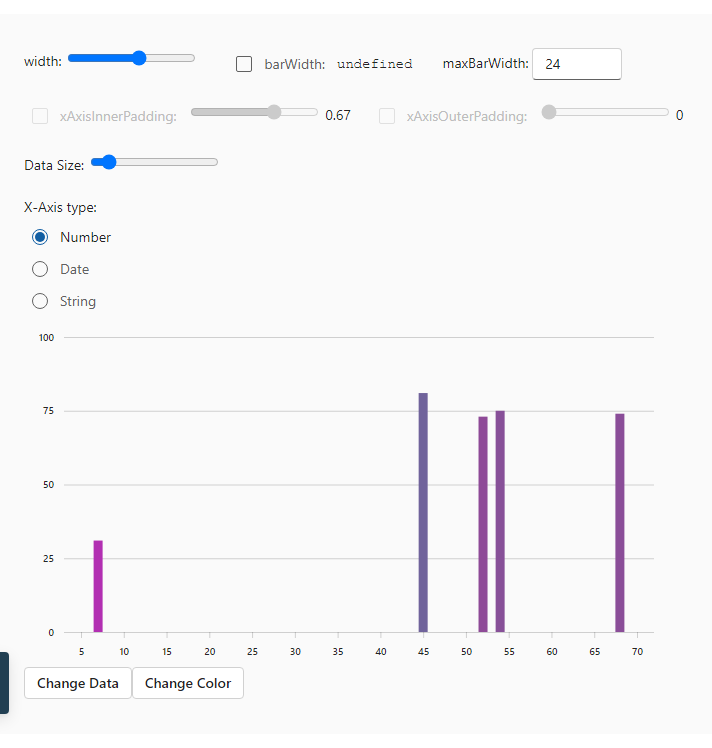 width: barWidth: undefined maxBarWidth: 24
xAxisInnerPadding: 0.67 xAxisOuterPadding: 0
Data Size:
X-Axis type:
Number
Date
String
100
75
50
25
0
5 10 15 20 25 30 35 40 45 50 55 60 65 70
Change Data Change Color